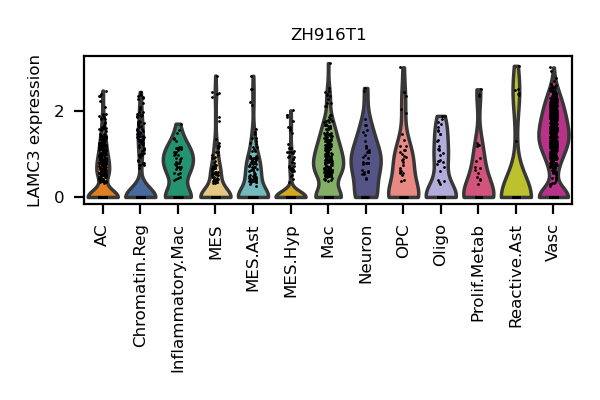 ZH916T1
LAMC3 expression
2
0
AC
Chromatin.Reg
Inflammatory.Mac
MES
MES.Ast
MES.Hyp
Mac
Neuron
OPC
Oligo
Prolif.Metab
Reactive.Ast
Vasc